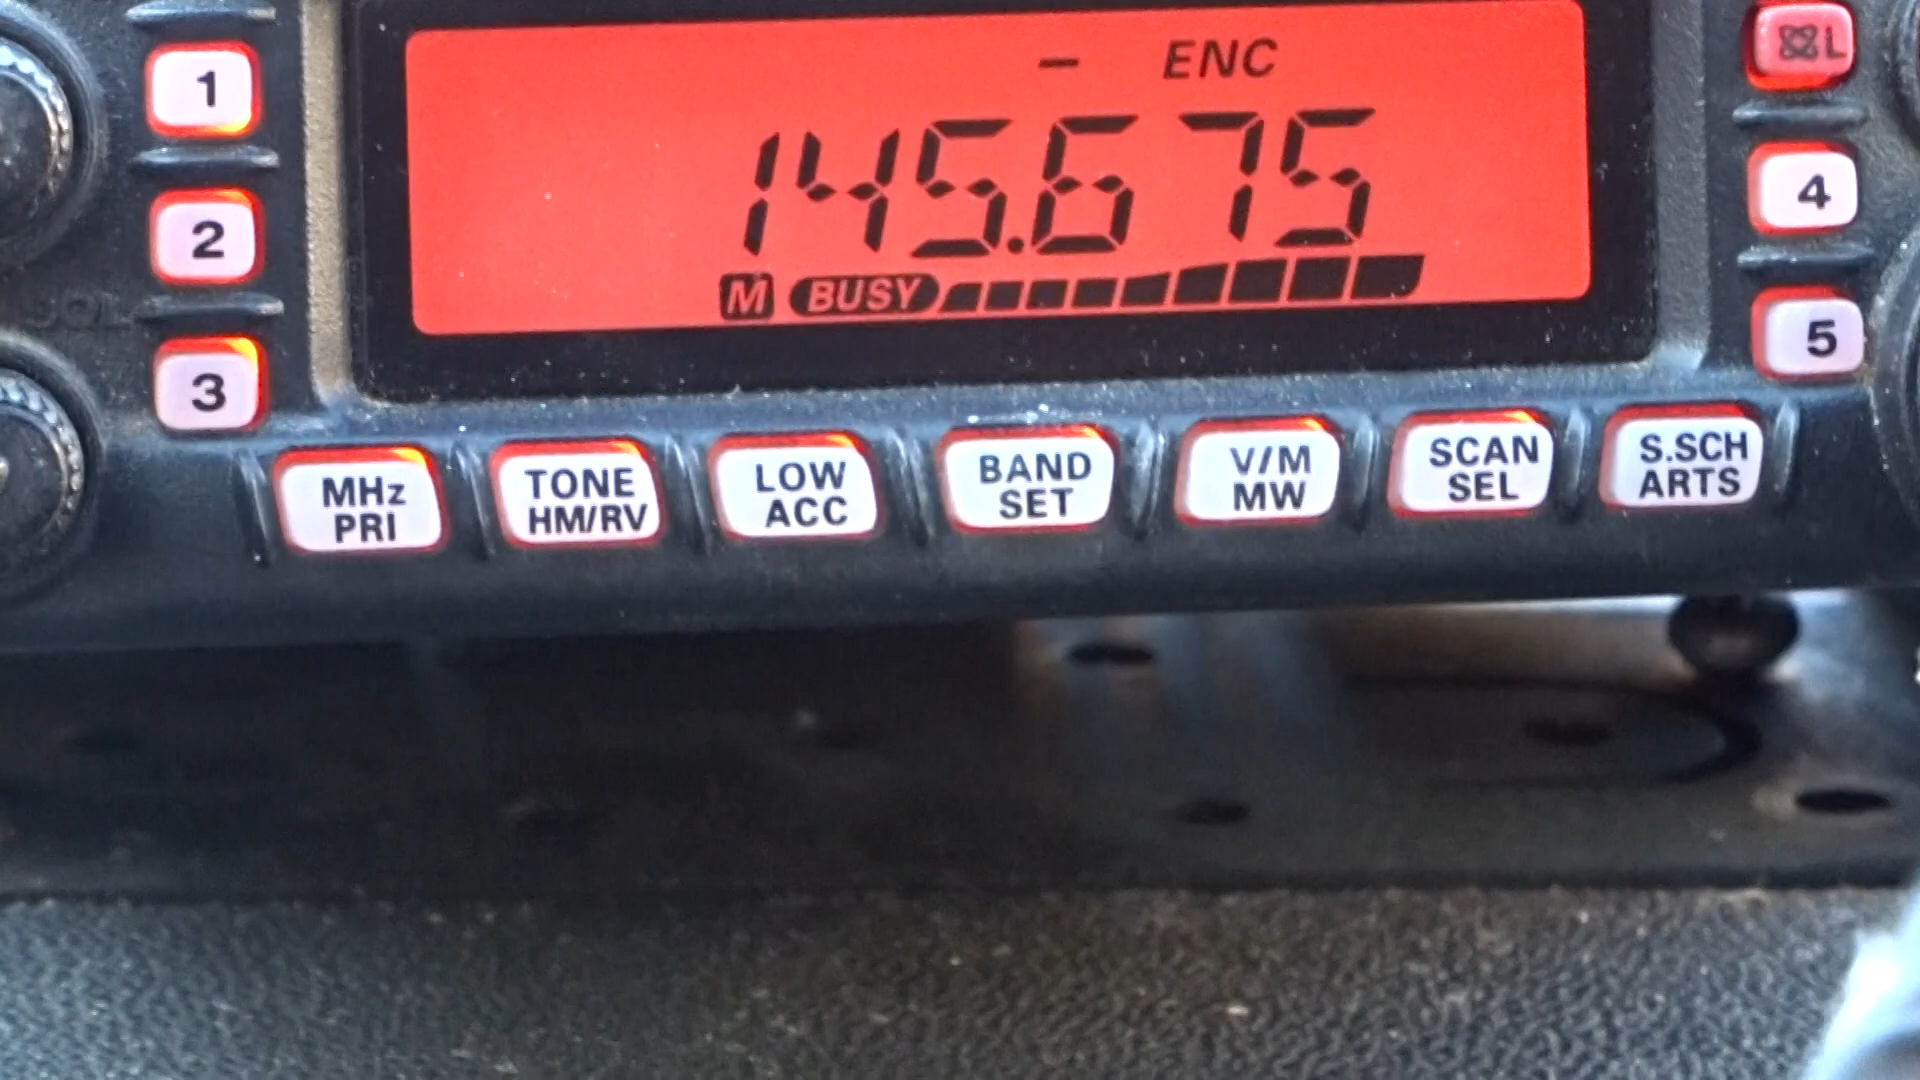 – ENC
145.675
M BUSY
1
2
3
L
4
5
MHz
PRI
TONE
HM/RV
LOW
ACC
BAND
SET
V/M
MW
SCAN
SEL
S.SCH
ARTS